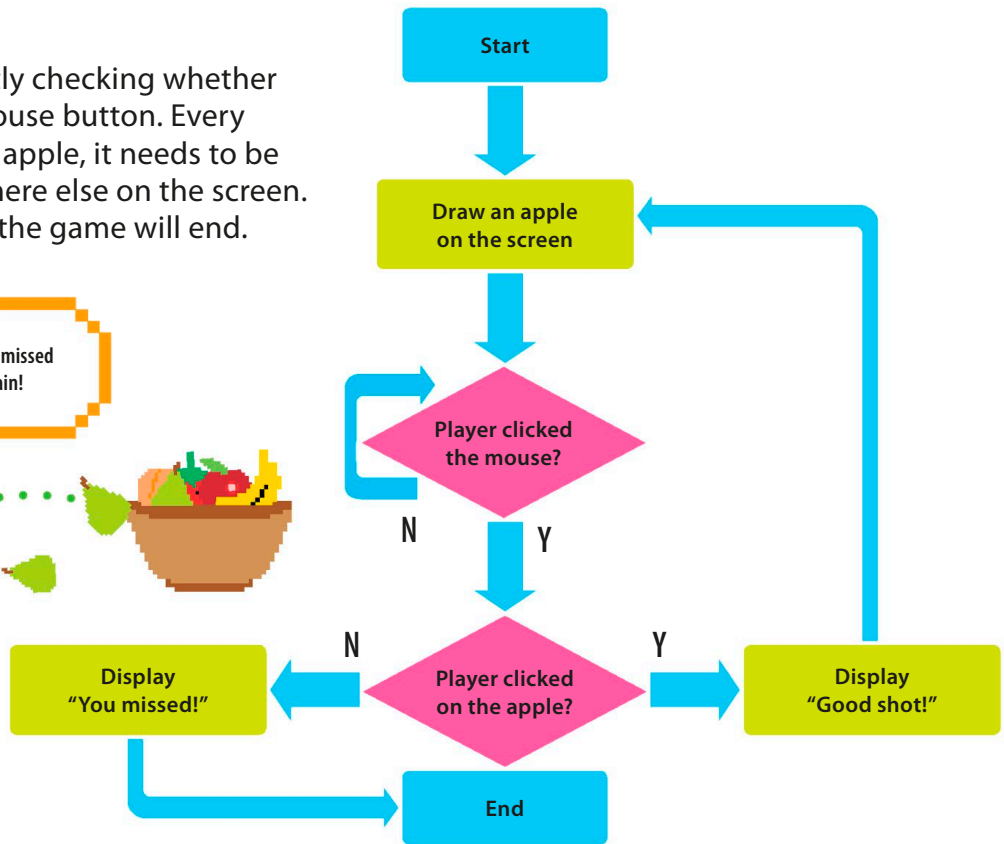 tly checking whether
ouse button. Every
apple, it needs to be
here else on the screen.
the game will end.
missed
ain!
Start
Draw an apple
on the screen
Player clicked
the mouse?
N
Y
Player clicked
on the apple?
N
Y
Display
“You missed!”
Display
“Good shot!”
End